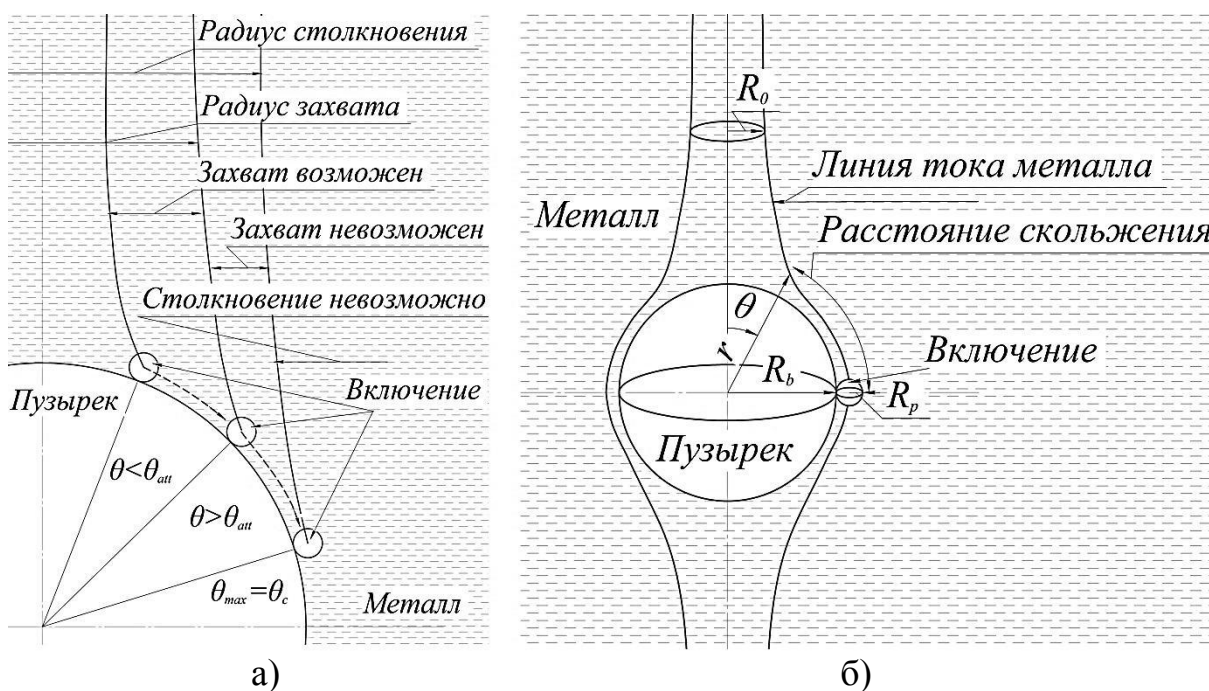 Радиус столкновения
Радиус захвата
Захват возможен
Захват невозможен
Столкновение невозможно
Включение
Пузырек
θ<θatt
θ>θatt
θmax=θc
Металл
а)
R0
Линия тока металла
Металл
Расстояние скольжения
θ
r
Rb
Включение
Rp
Пузырек
б)